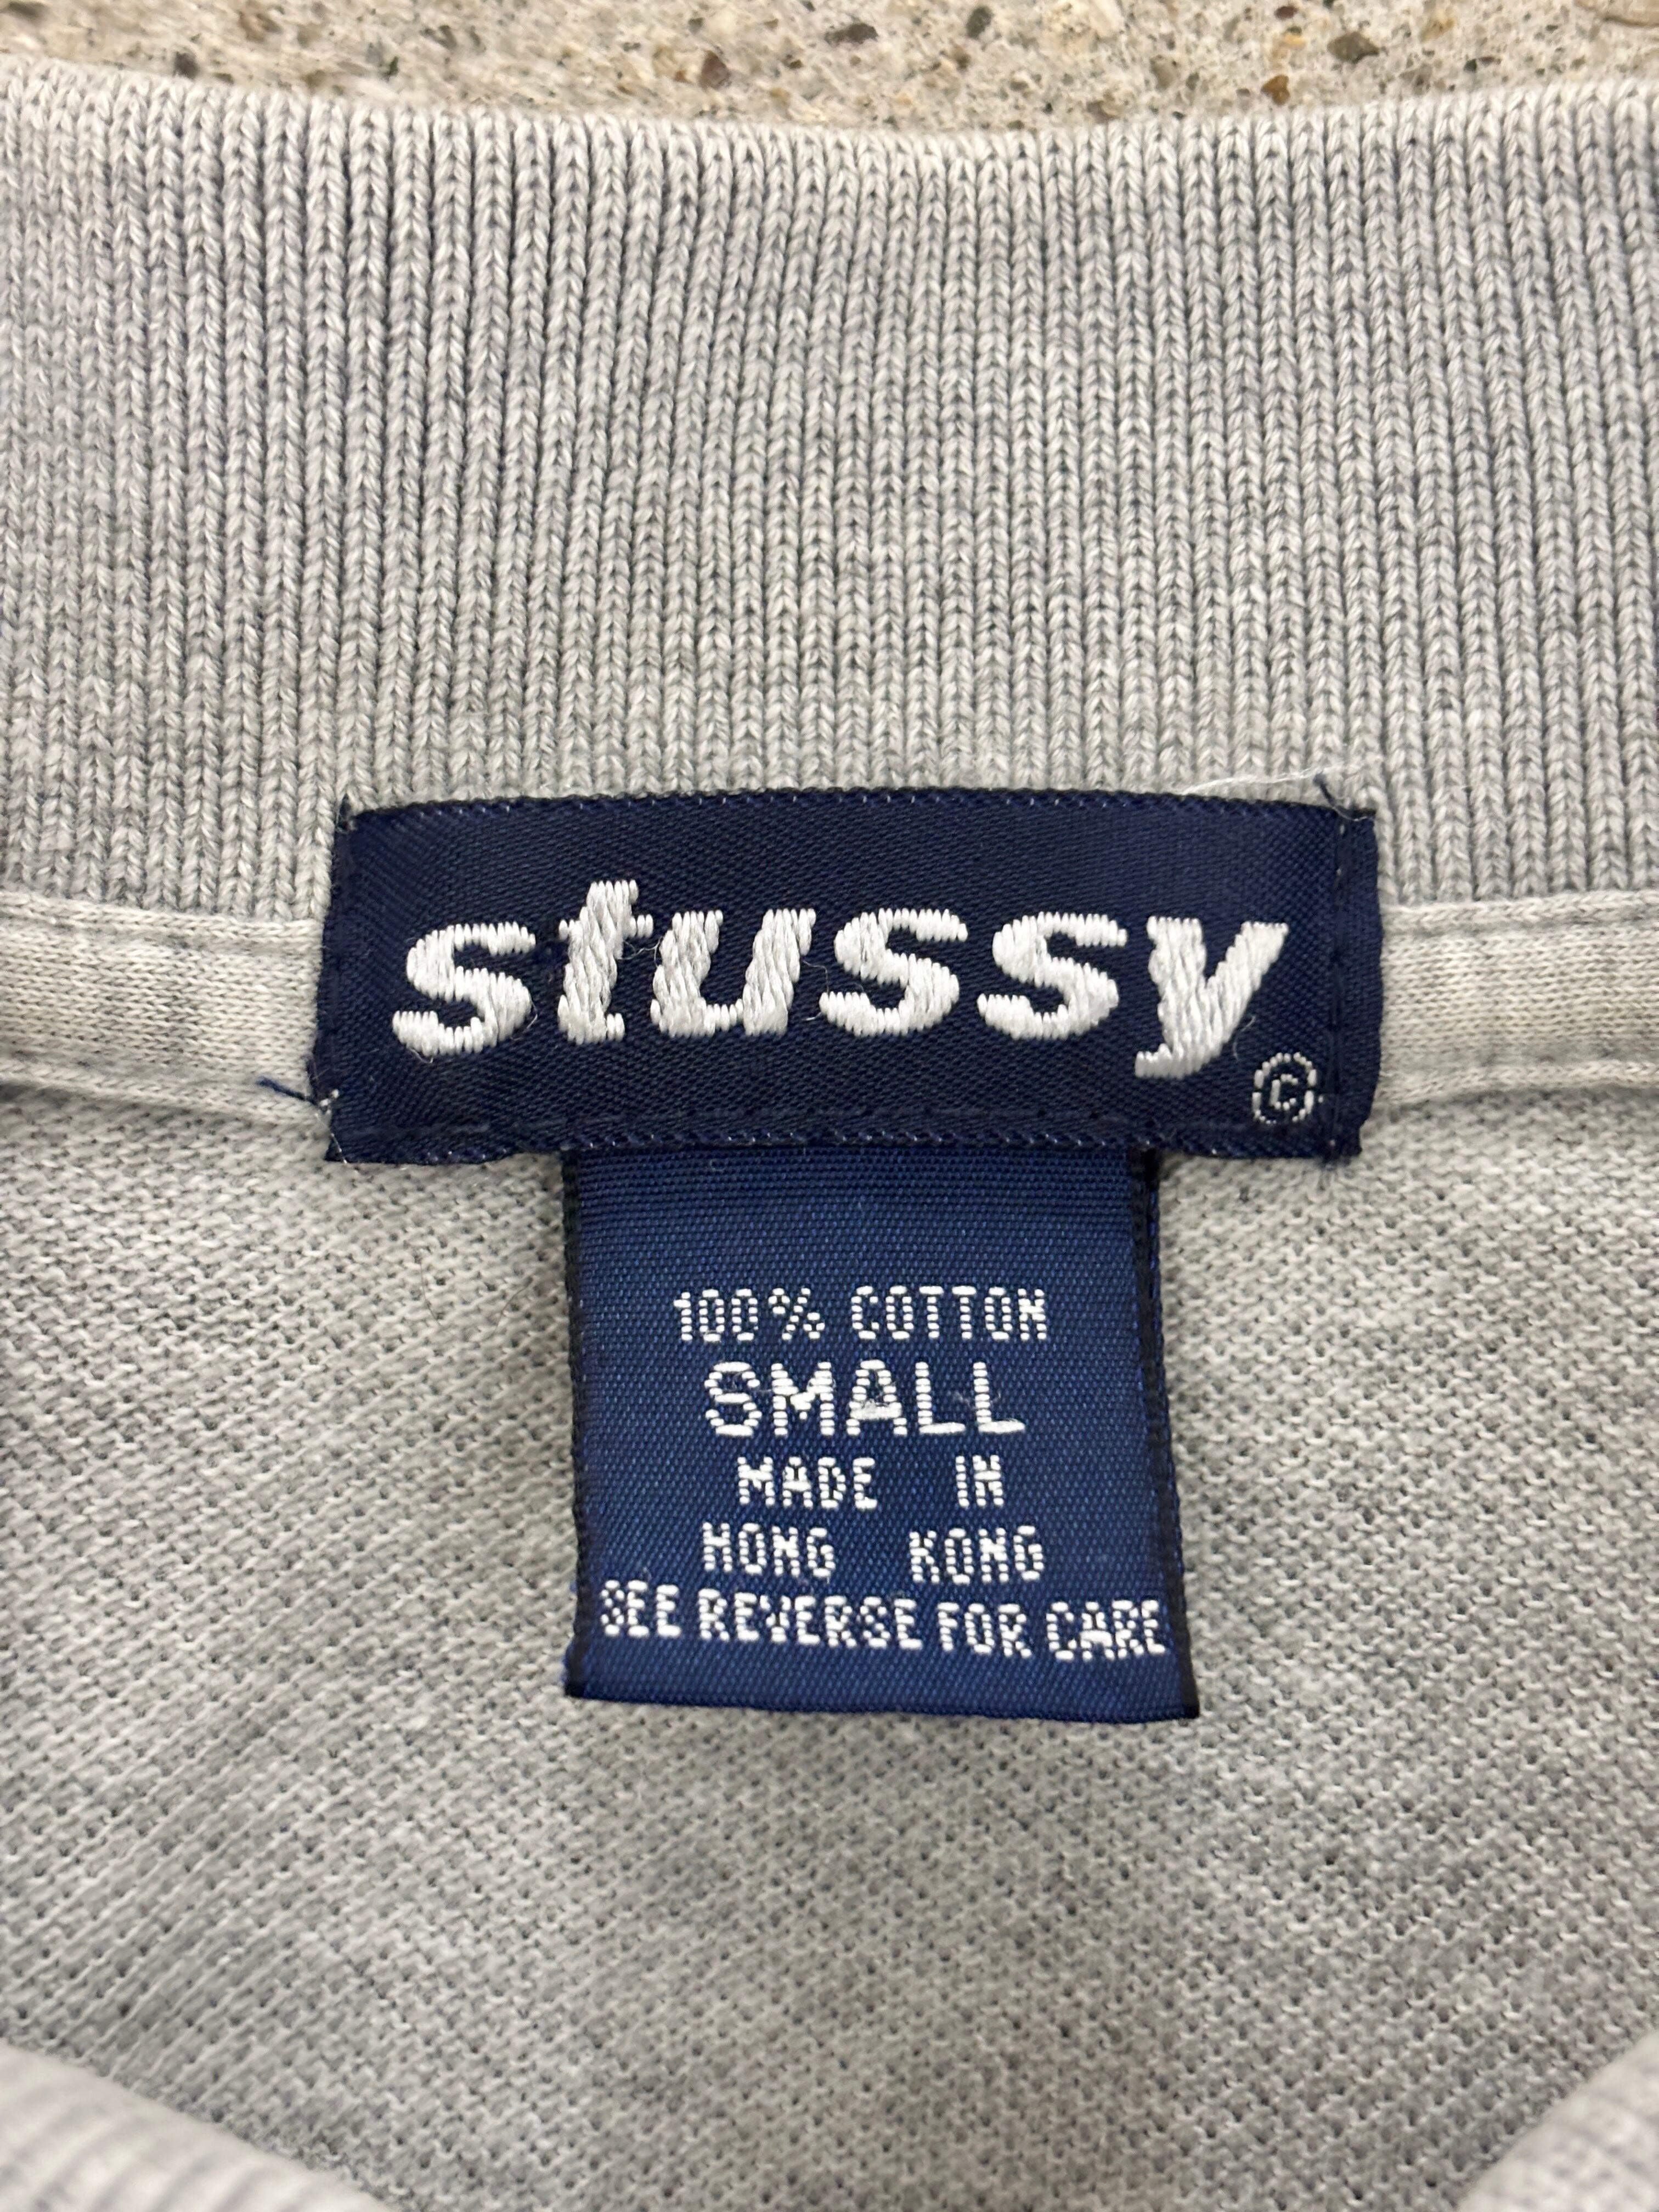 stussy
©
100% COTTON
SMALL
MADE IN
HONG KONG
SEE REVERSE FOR CARE